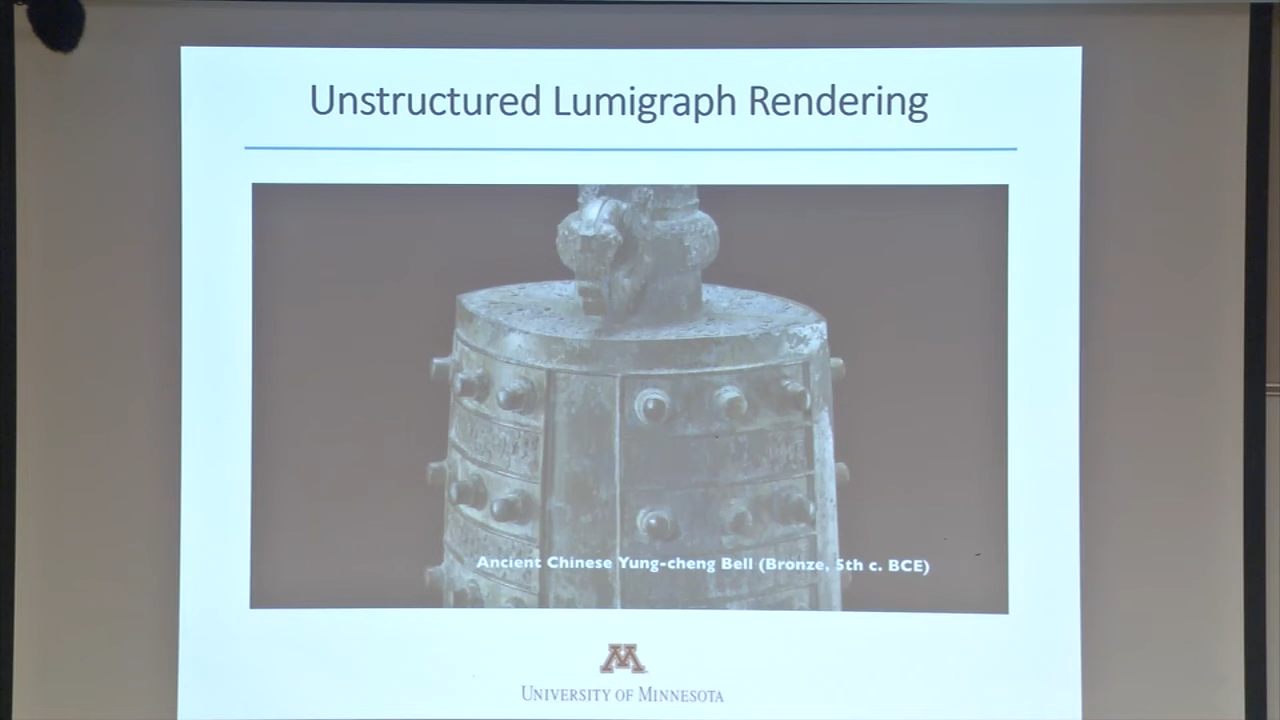 Unstructured Lumigraph Rendering
Ancient Chinese Yung-cheng Bell (Bronze, 5th c. BCE)
M
UNIVERSITY OF MINNESOTA